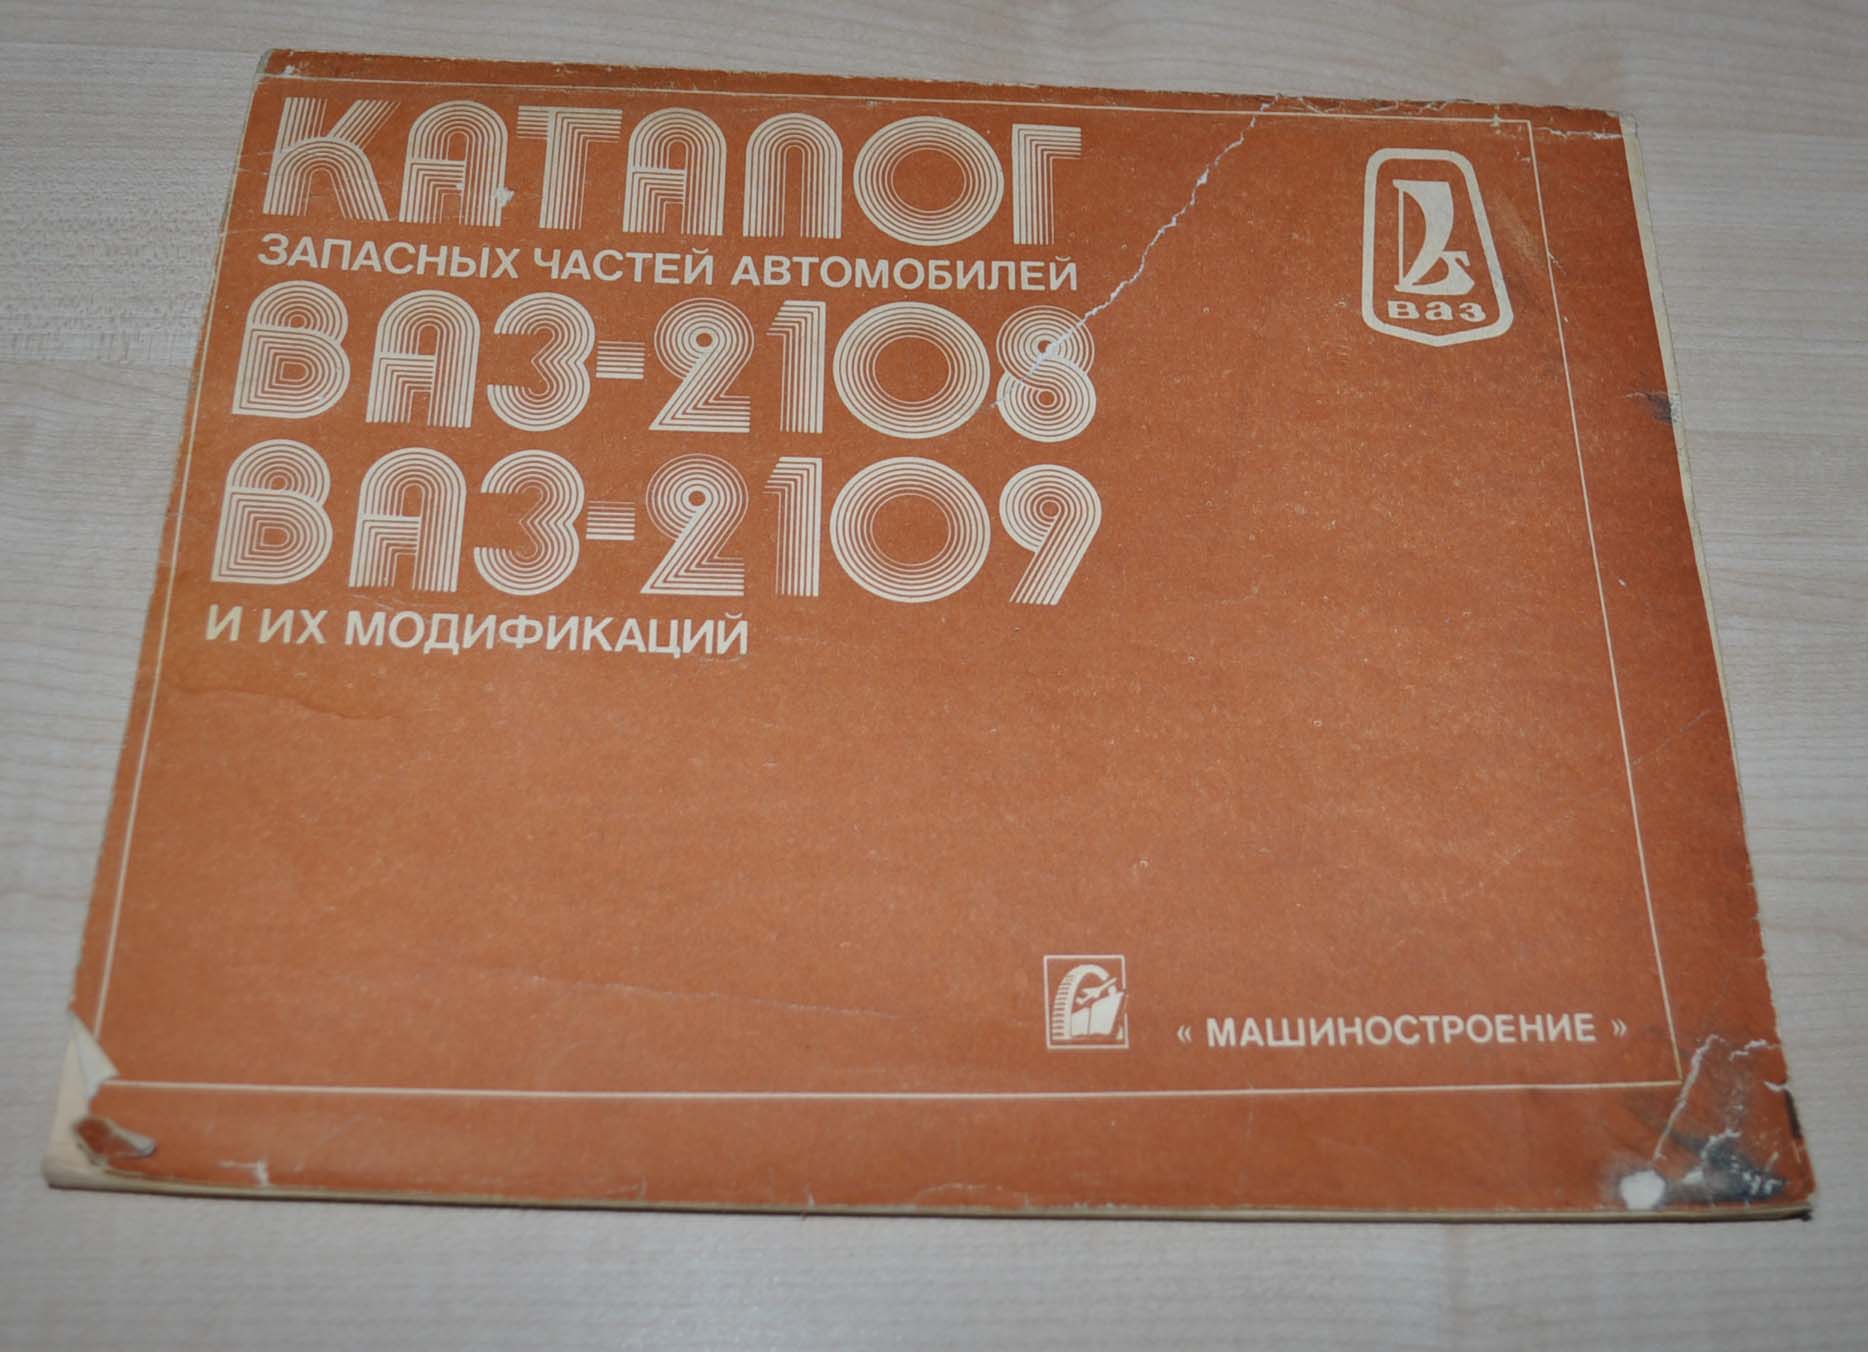 КАТАЛОГ
ЗАПАСНЫХ ЧАСТЕЙ АВТОМОБИЛЕЙ
ВАЗ-2108
ВАЗ-2109
И ИХ МОДИФИКАЦИЙ
ВАЗ
« МАШИНОСТРОЕНИЕ »